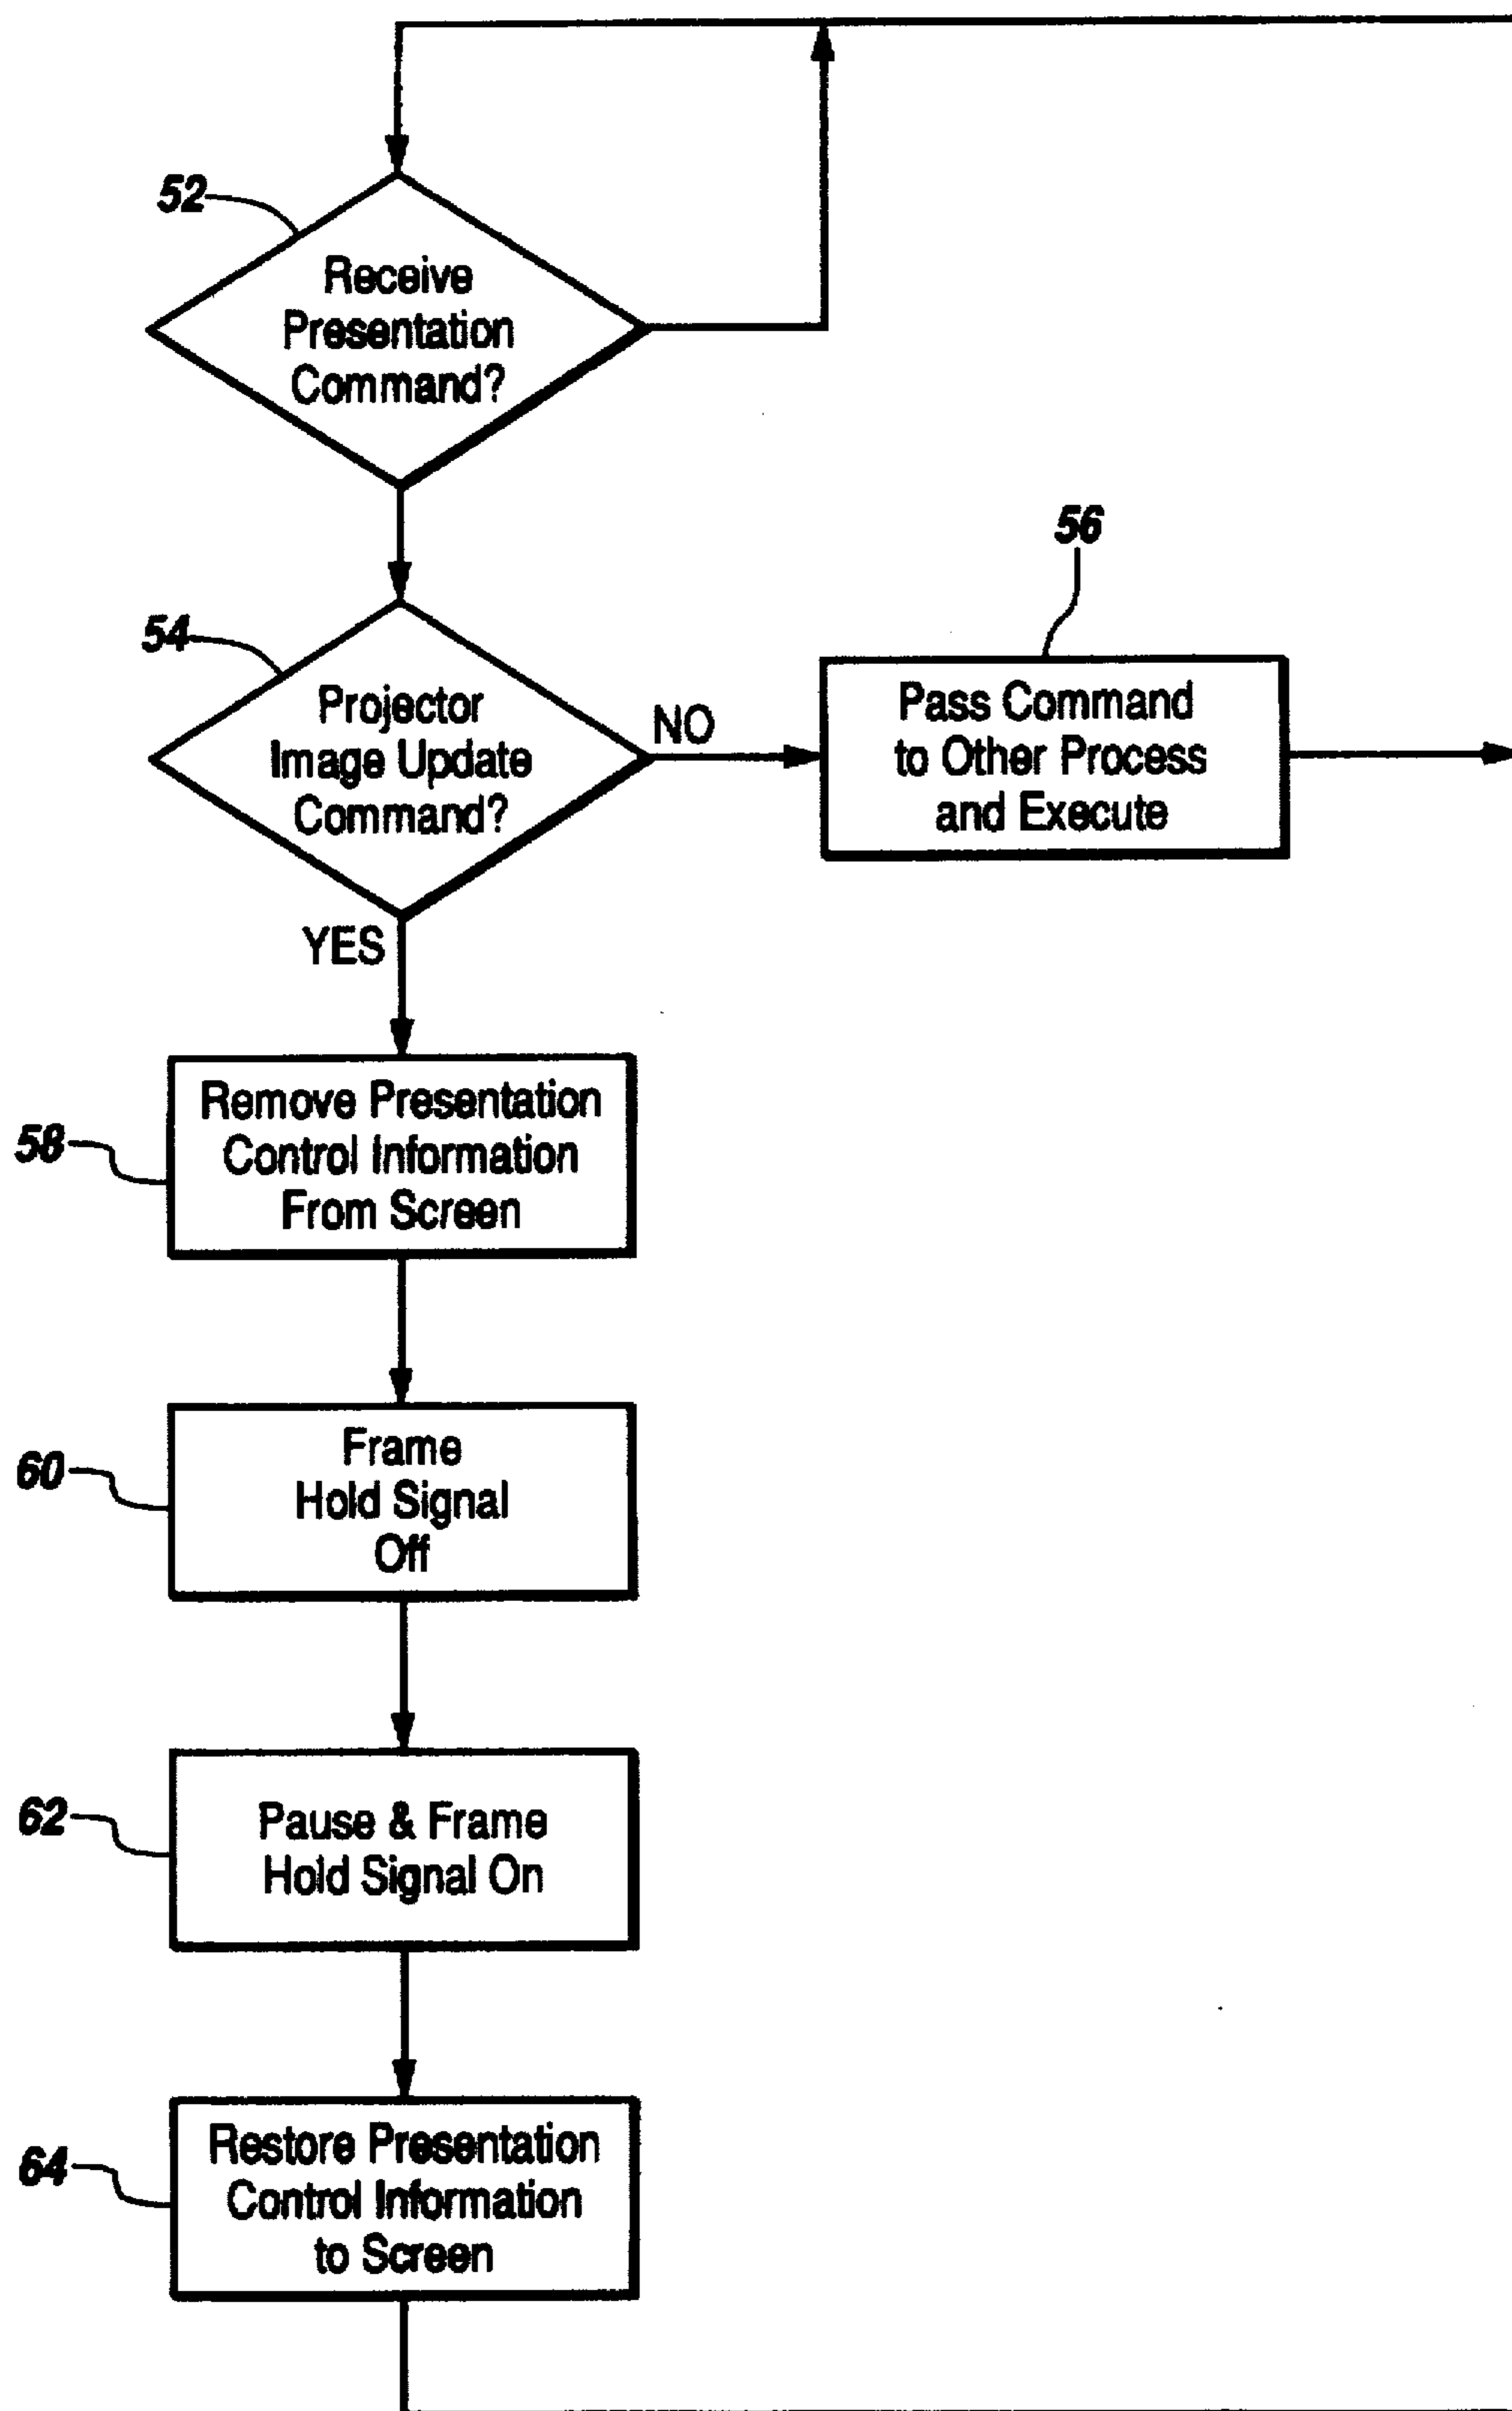 52
Receive
Presentation
Command?
56
54
Projector
Image Update
Command?
NO
Pass Command
to Other Process
and Execute
YES
58
Remove Presentation
Control Information
From Screen
60
Frame
Hold Signal
Off
62
Pause & Frame
Hold Signal On
64
Restore Presentation
Control Information
to Screen